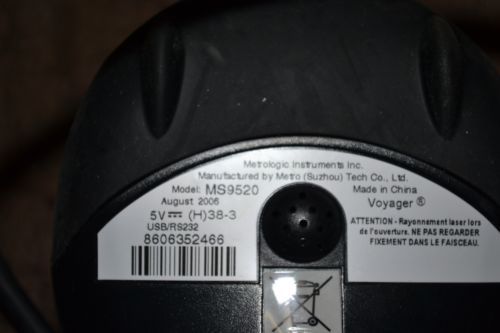 Metrologic Instruments Inc.
Manufactured by Metro (Suzhou) Tech Co., Ltd.
Model: MS9520
Made in China
August 2006
Voyager ®
5V (H)38-3
USB/RS232
8606352466
ATTENTION - Rayonnement laser lors
de l'ouverture. NE PAS REGARDER
FIXEMENT DANS LE FAISCEAU.